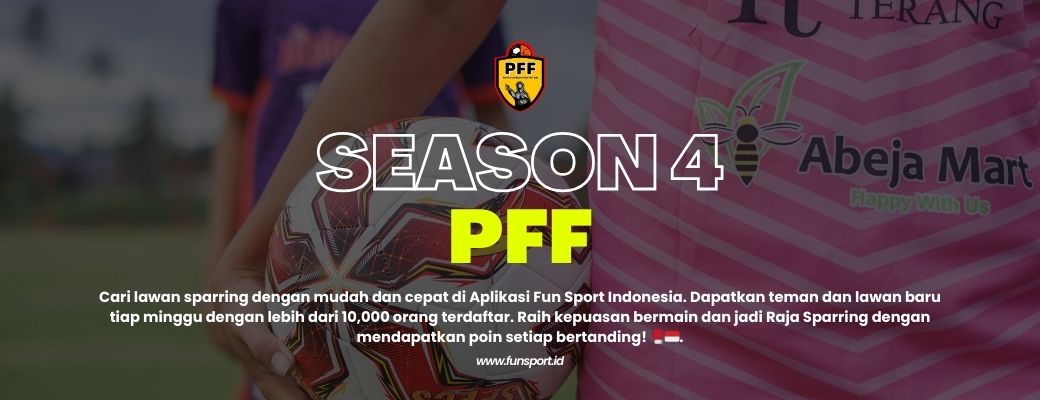 TERANG
PFF
SEASON 4
Abeja Mart
Happy With Us
PFF
Cari lawan sparring dengan mudah dan cepat di Aplikasi Fun Sport Indonesia. Dapatkan teman dan lawan baru
tiap minggu dengan lebih dari 10,000 orang terdaftar. Raih kepuasan bermain dan jadi Raja Sparring dengan
mendapatkan poin setiap bertanding! 🇮🇩.
www.funsport.id